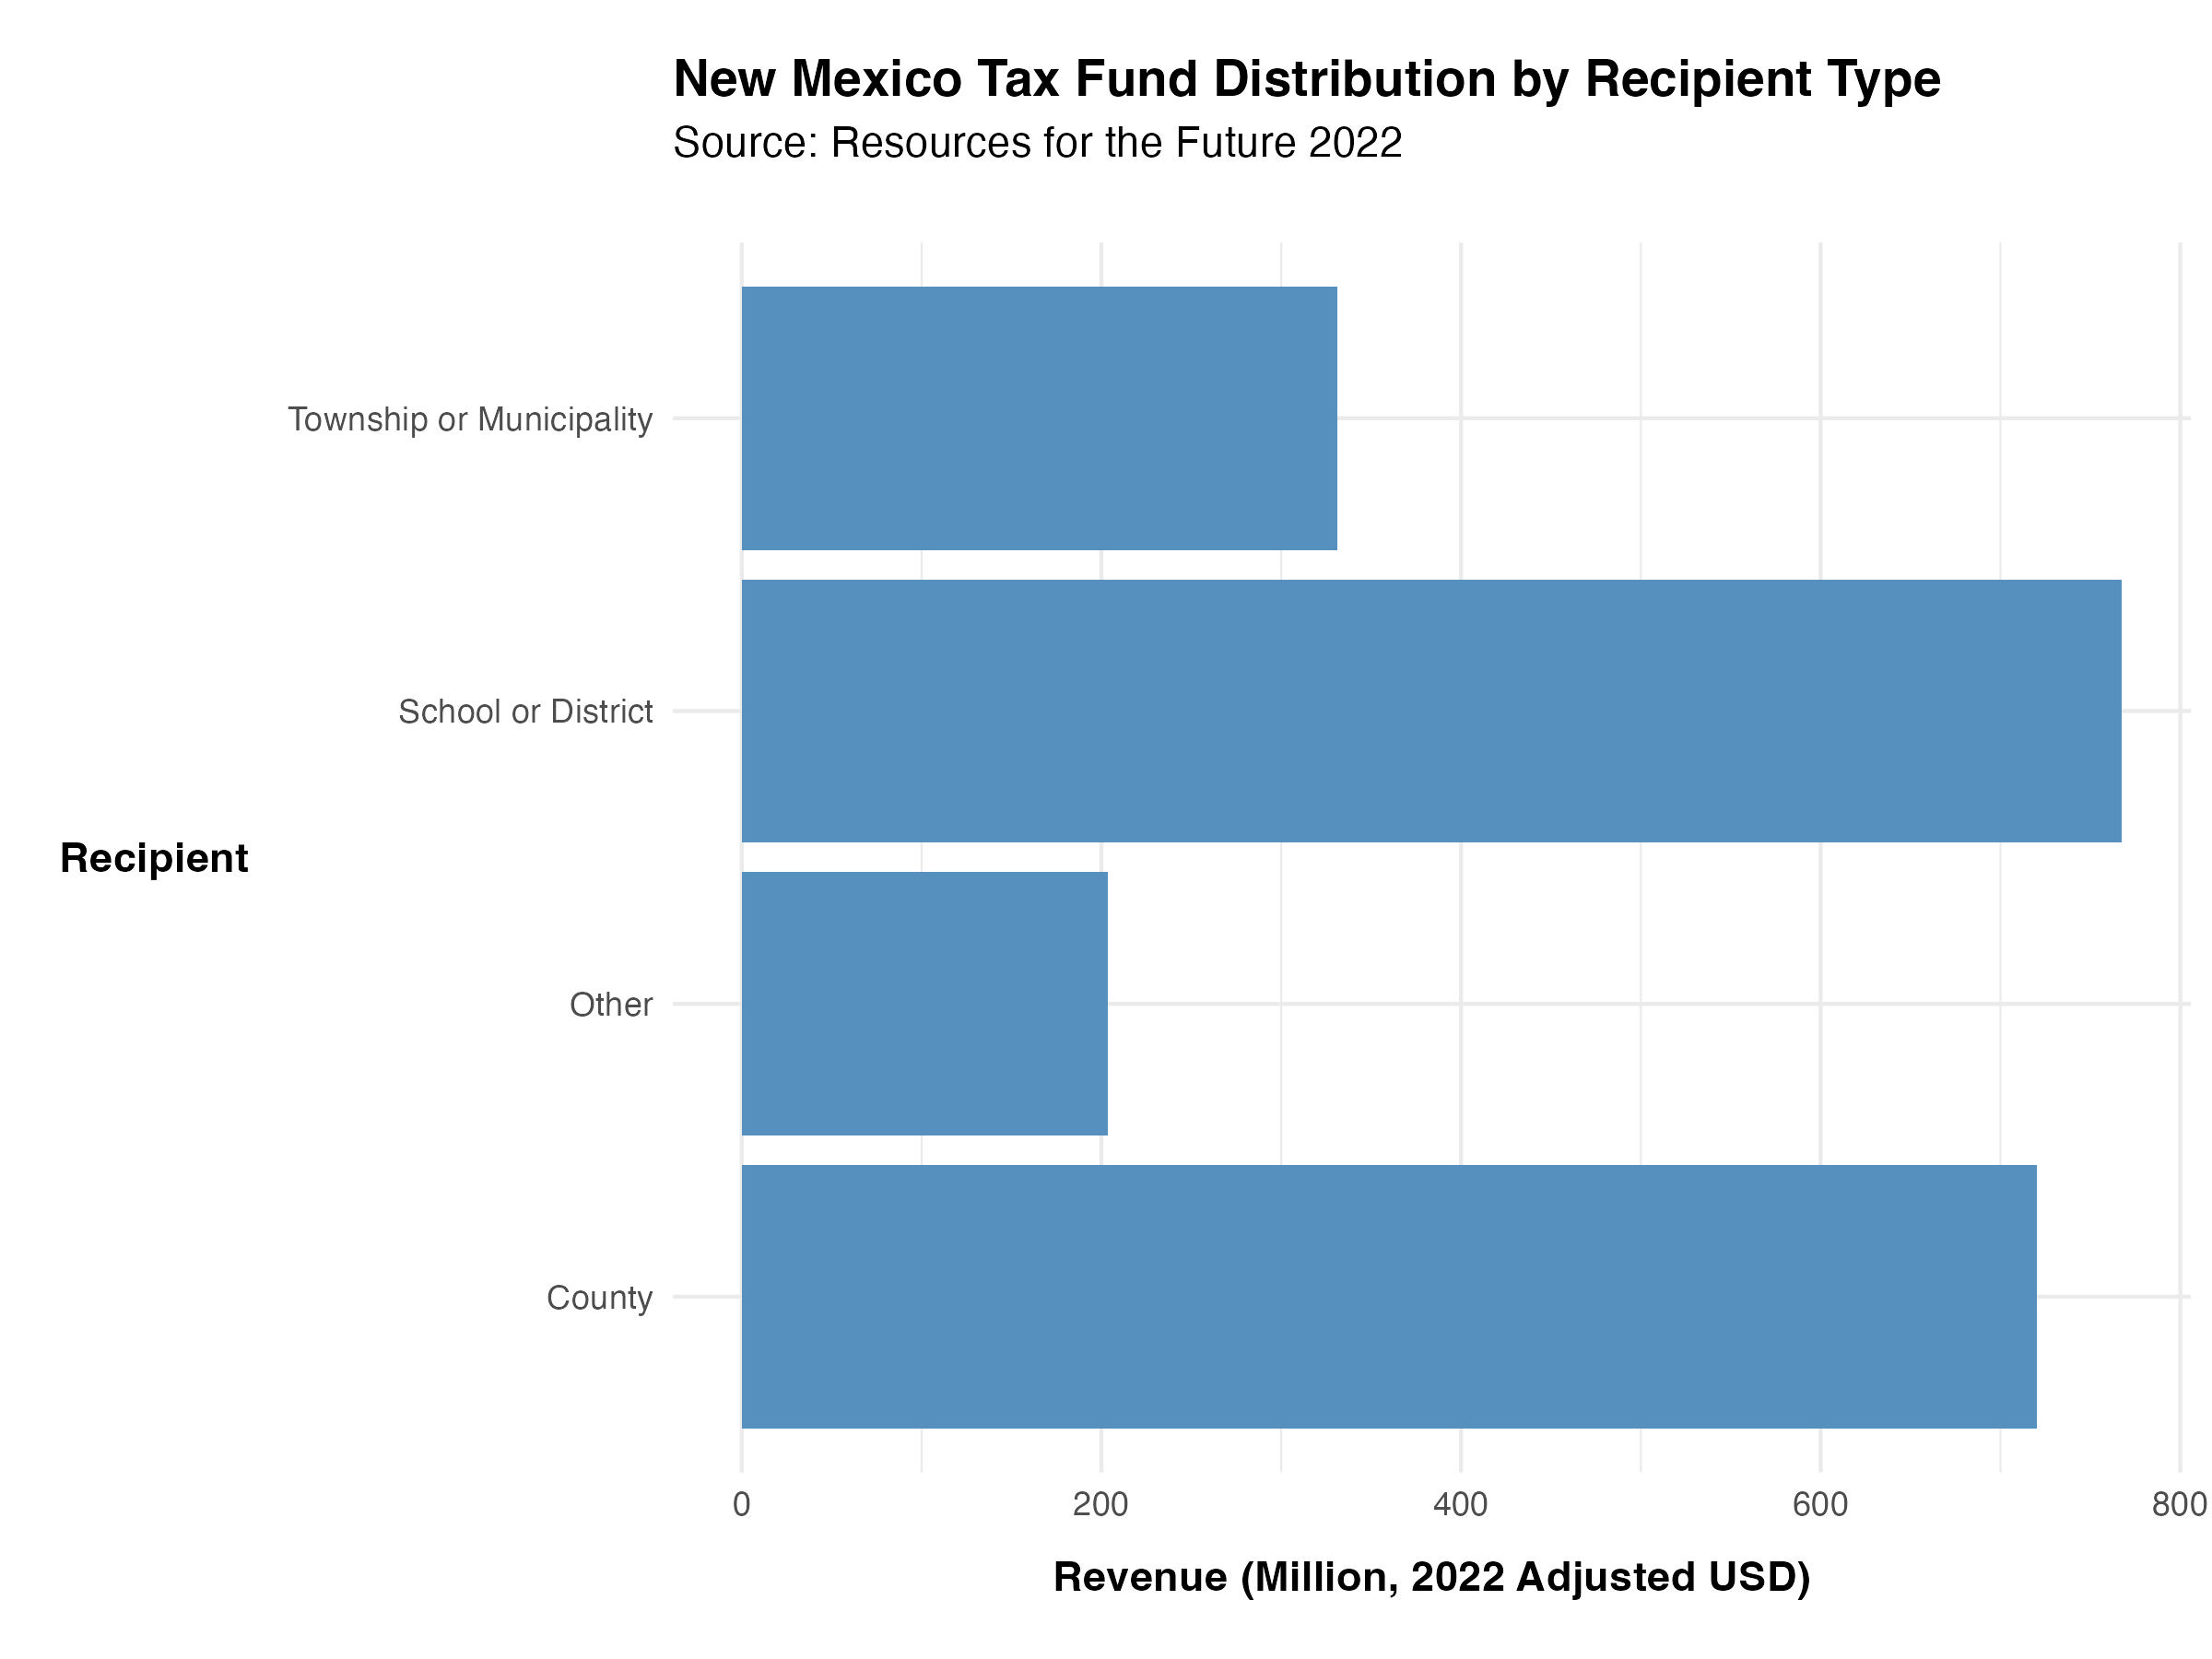 New Mexico Tax Fund Distribution by Recipient Type
Source: Resources for the Future 2022
Township or Municipality
School or District
Recipient
Other
County
0 200 400 600 800
Revenue (Million, 2022 Adjusted USD)